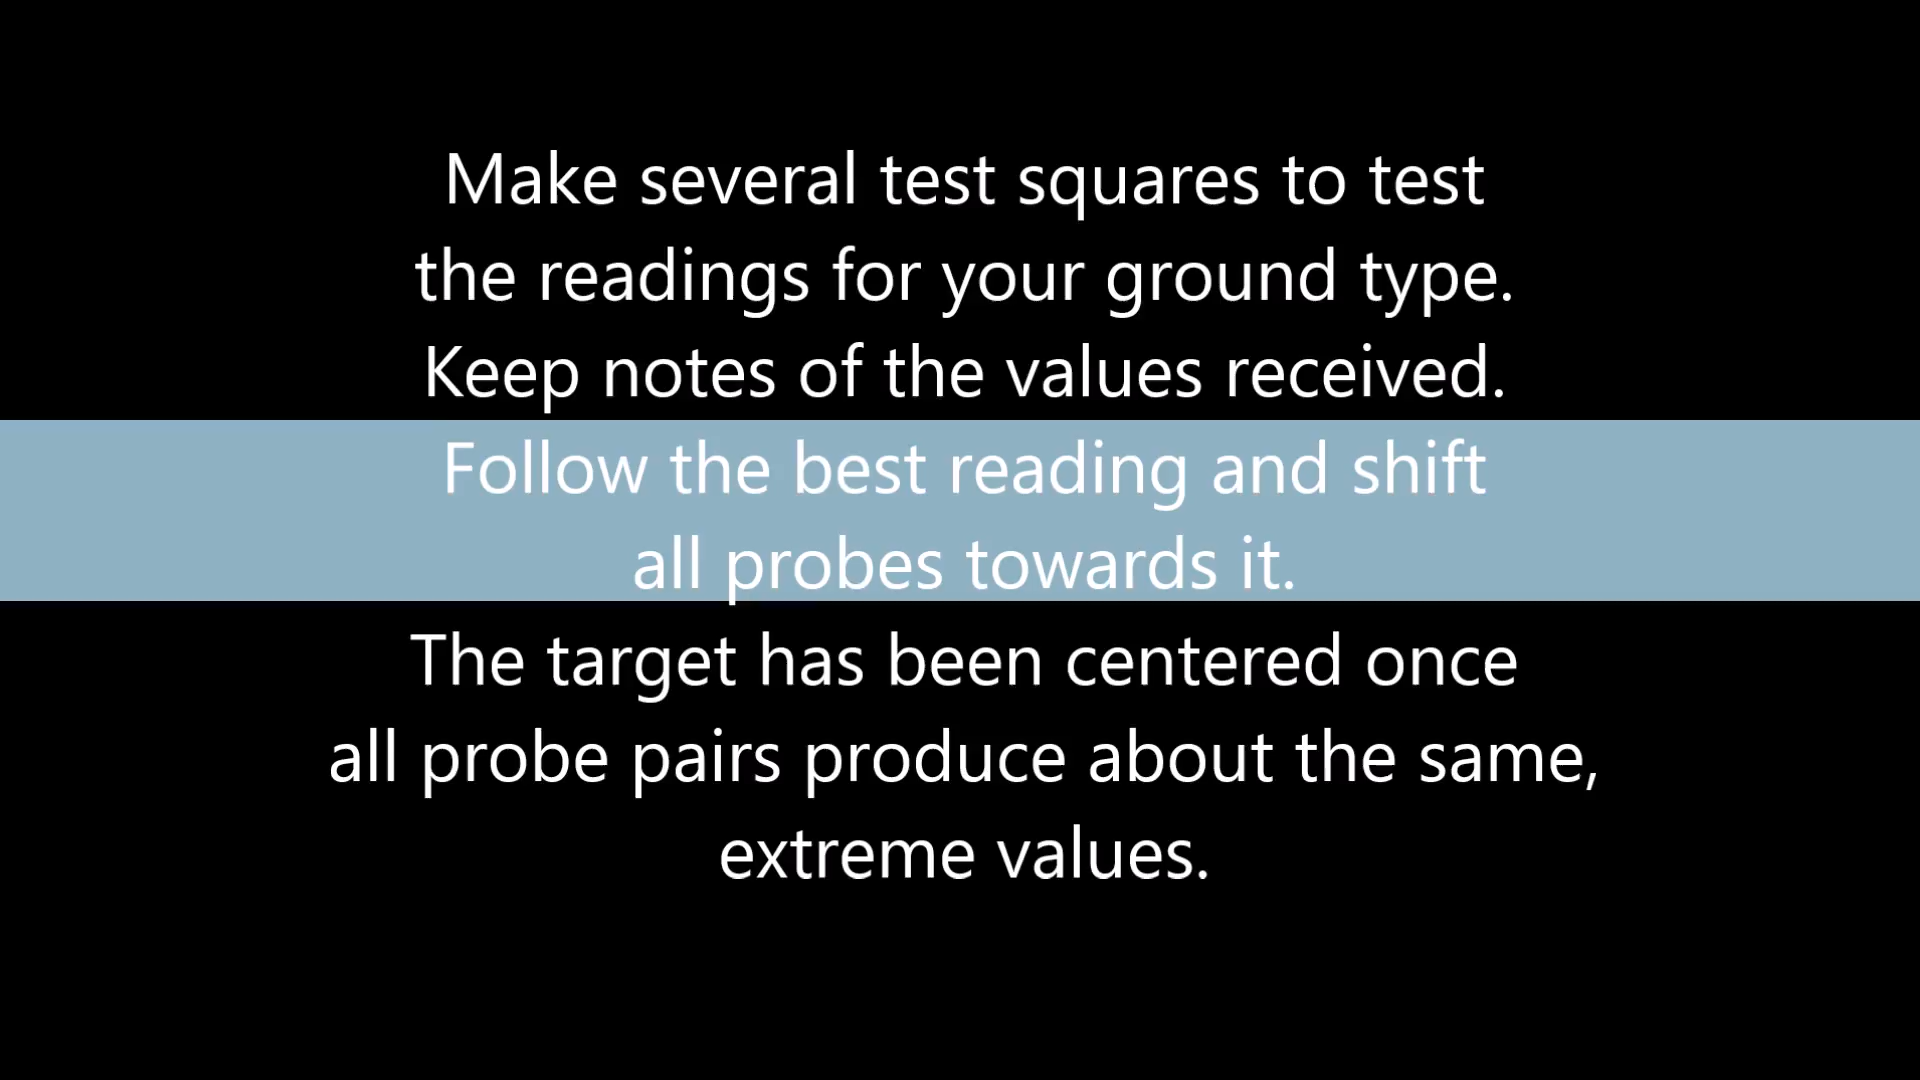 Make several test squares to test
the readings for your ground type.
Keep notes of the values received.
Follow the best reading and shift
all probes towards it.
The target has been centered once
all probe pairs produce about the same,
extreme values.